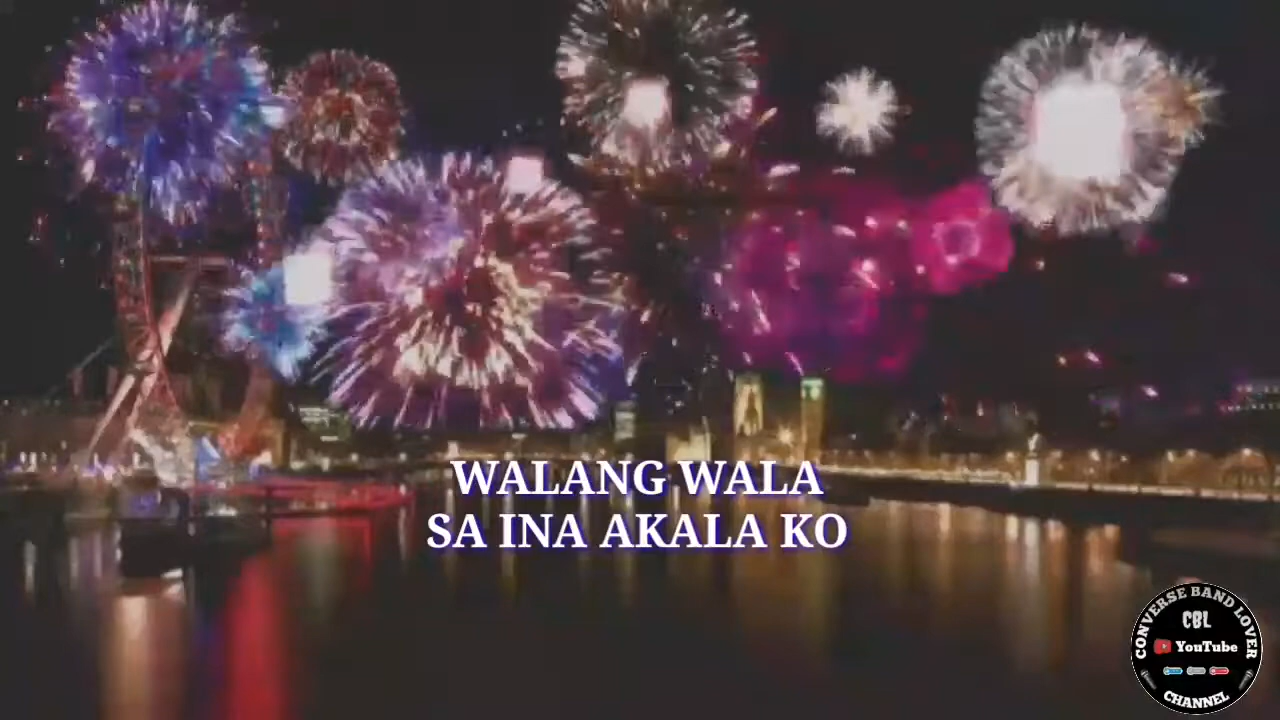 WALANG WALA
SA INA AKALA KO
CONVERSE BAND LOVER
CBL
YouTube
CHANNEL